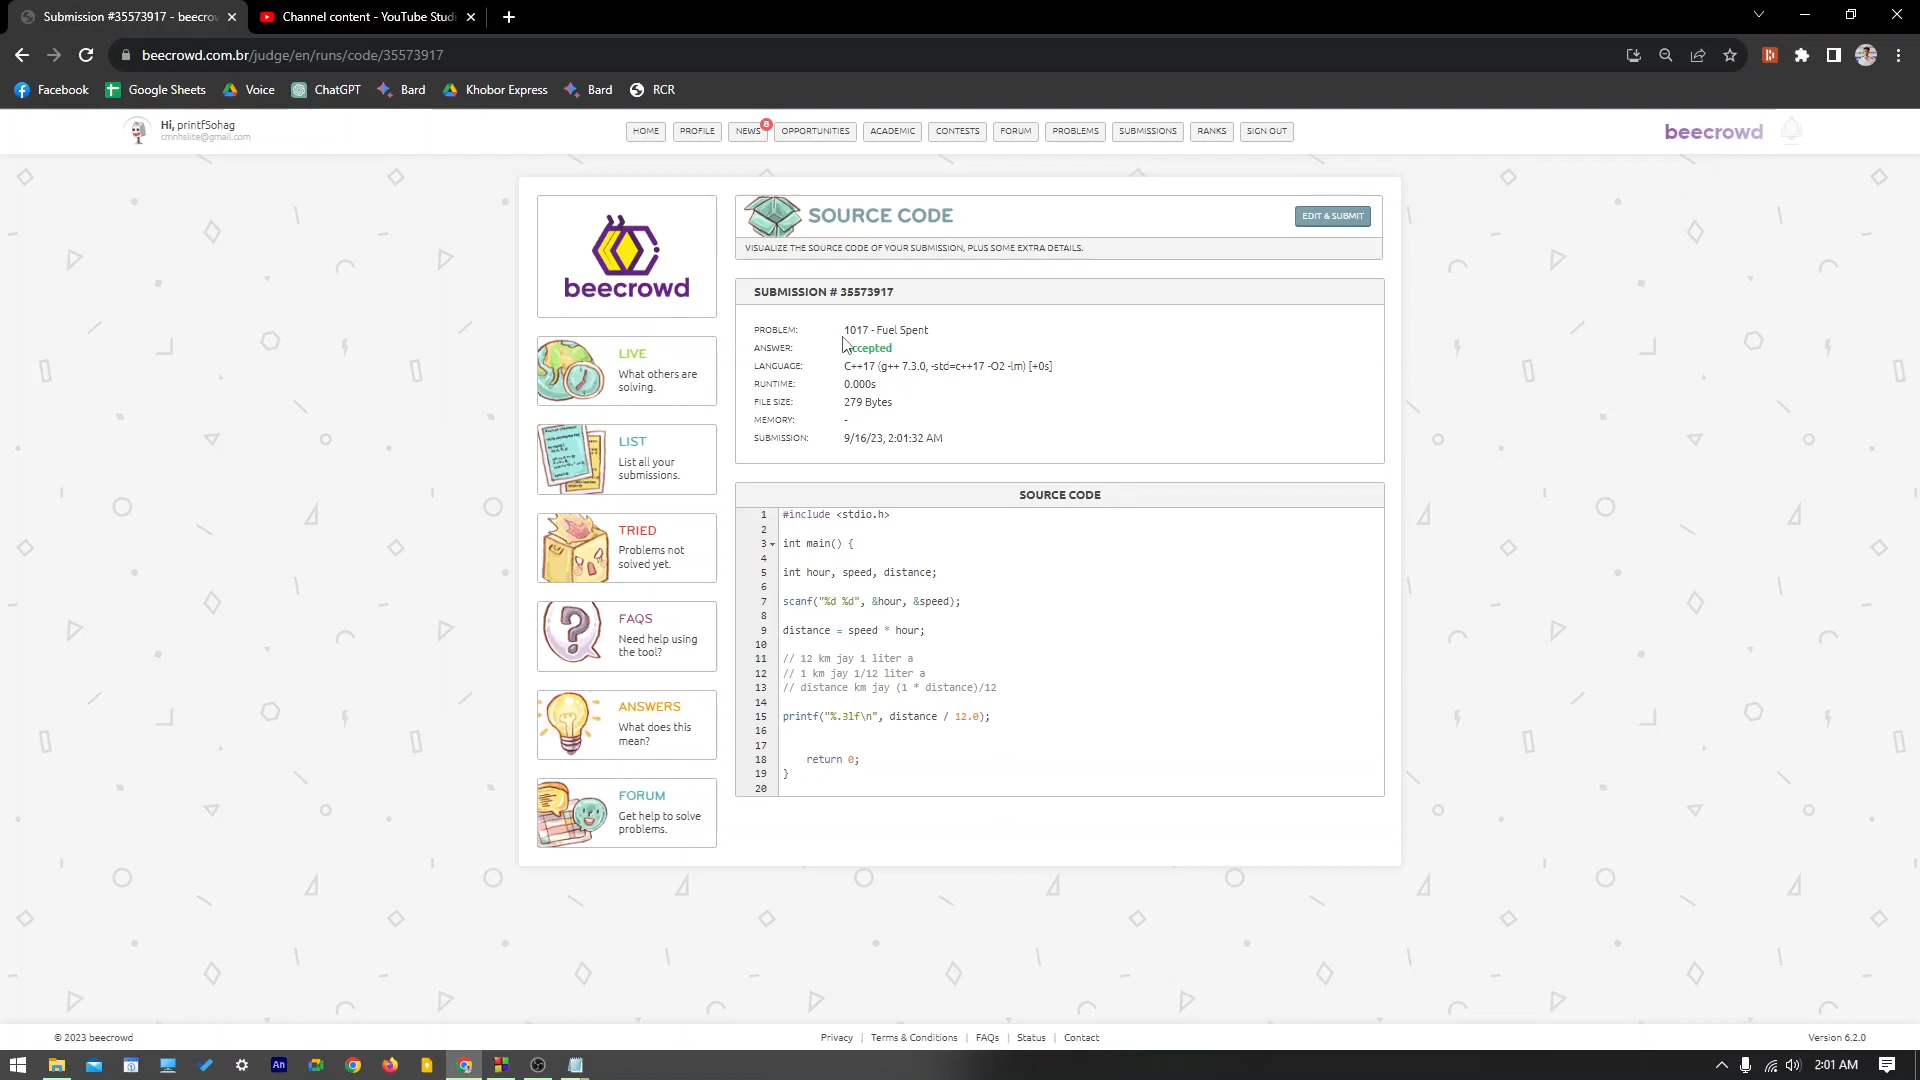 Submission #35573917 - beecrow
Channel content - YouTube Studi
beecrowd.com.br/judge/en/runs/code/35573917
Facebook
Google Sheets
Voice
ChatGPT
Bard
Khobor Express
Bard
RCR
Hi, printfSohag
cmnhslite@gmail.com
HOME
PROFILE
NEWS
8
OPPORTUNITIES
ACADEMIC
CONTESTS
FORUM
PROBLEMS
SUBMISSIONS
RANKS
SIGN OUT
beecrowd
beecrowd
LIVE
What others are
solving.
LIST
List all your
submissions.
TRIED
Problems not
solved yet.
FAQS
Need help using
the tool?
ANSWERS
What does this
mean?
FORUM
Get help to solve
problems.
SOURCE CODE
EDIT & SUBMIT
VISUALIZE THE SOURCE CODE OF YOUR SUBMISSION, PLUS SOME EXTRA DETAILS.
SUBMISSION # 35573917
PROBLEM: 1017 - Fuel Spent
ANSWER: Accepted
LANGUAGE: C++17 (g++ 7.3.0, -std=c++17 -O2 -lm) [+0s]
RUNTIME: 0.000s
FILE SIZE: 279 Bytes
MEMORY: -
SUBMISSION: 9/16/23, 2:01:32 AM
SOURCE CODE
1 #include <stdio.h>
2
3 int main() {
4
5 int hour, speed, distance;
6
7 scanf("%d %d", &hour, &speed);
8
9 distance = speed * hour;
10
11 // 12 km jay 1 liter a
12 // 1 km jay 1/12 liter a
13 // distance km jay (1 * distance)/12
14
15 printf("%.3lf\n", distance / 12.0);
16
17
18 return 0;
19 }
20
© 2023 beecrowd
Privacy | Terms & Conditions | FAQs | Status | Contact
Version 6.2.0
An
2:01 AM